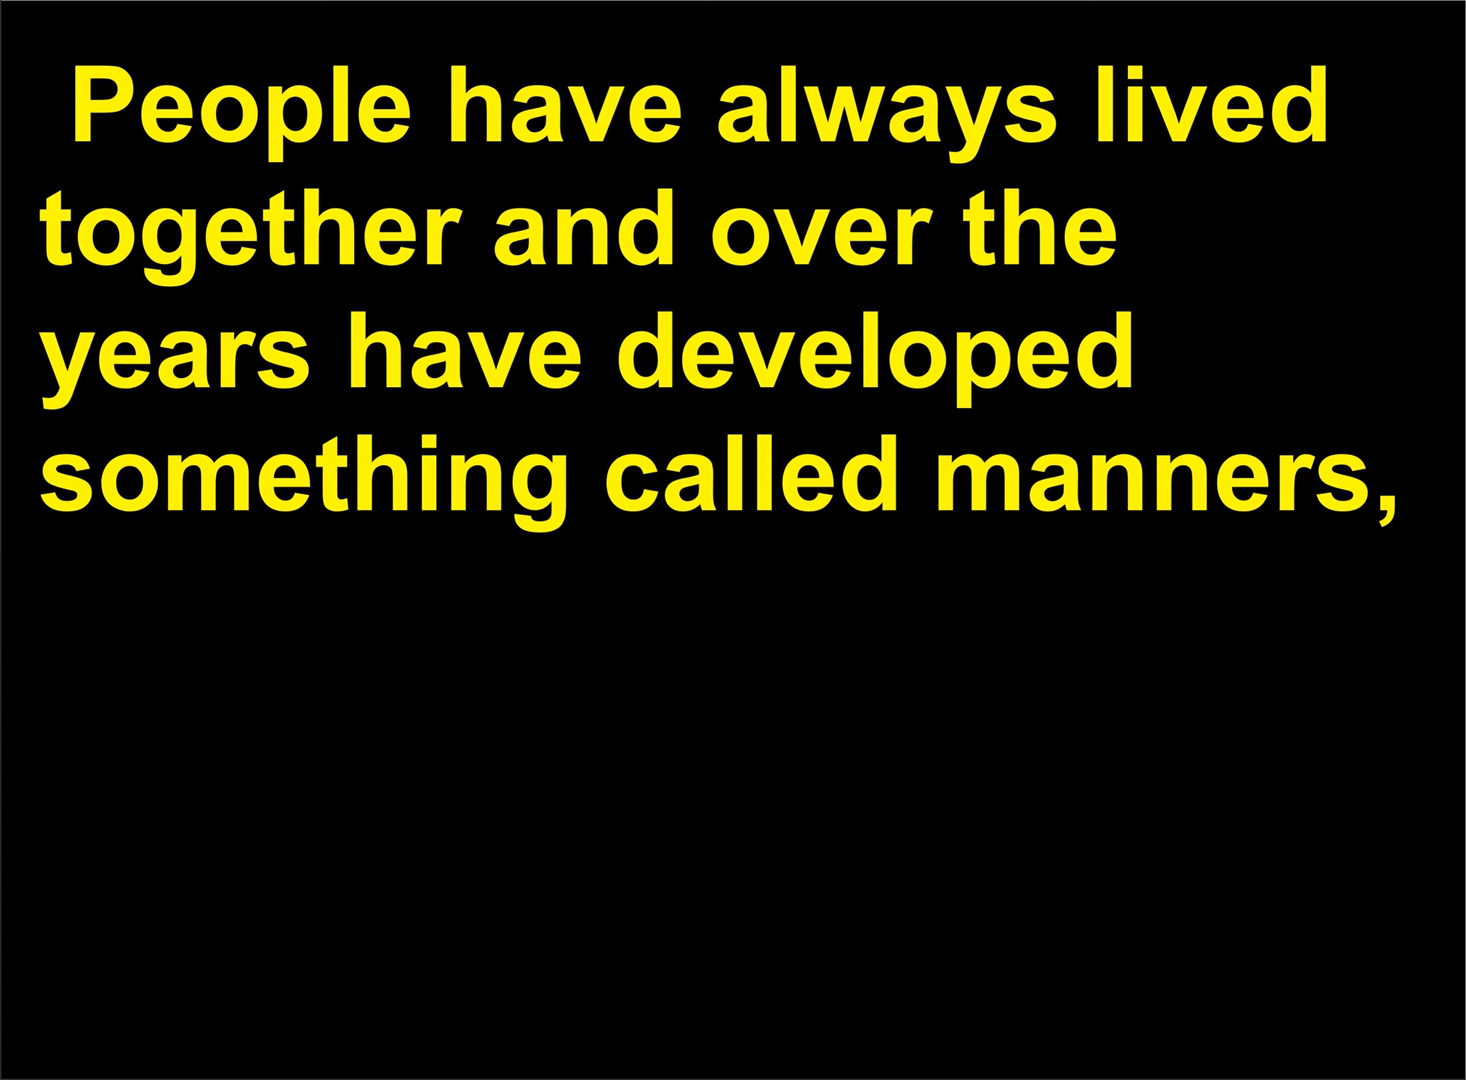 People have always lived
together and over the
years have developed
something called manners,